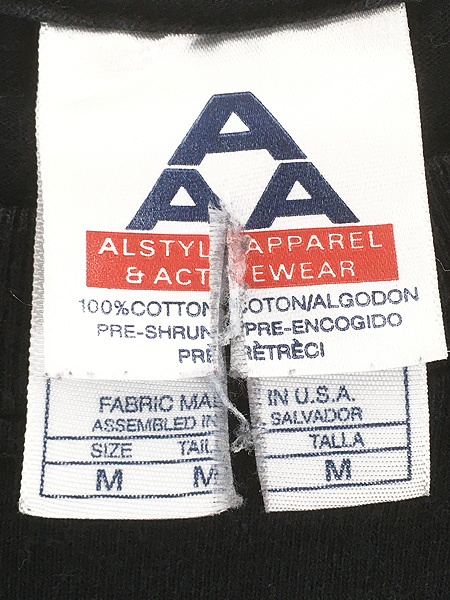 AAA
ALSTYL APPAREL
& ACT EWEAR
100%COTTON COTON/ALGODON
PRE-SHRUN PRE-ENCOGIDO
PRÉ RÈTRÈCI
FABRIC MA IN U.S.A.
ASSEMBLED IN SALVADOR
SIZE TAIL TALLA
M M M